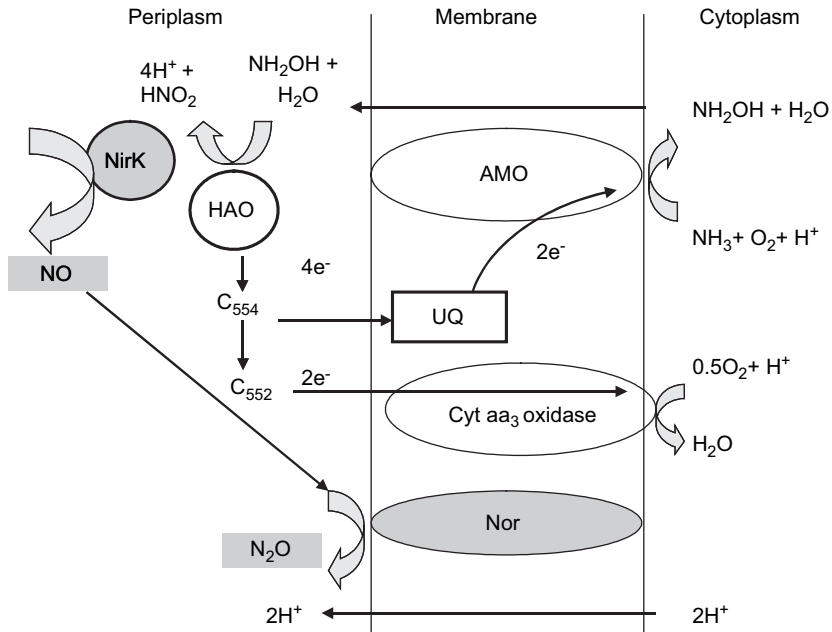 Periplasm Membrane Cytoplasm
4H⁺ +
HNO₂
NH₂OH +
H₂O
NH₂OH + H₂O
NirK
AMO
HAO
NH₃+ O₂+ H⁺
2e⁻
NO
4e⁻
C₅₅₄
UQ
0.5O₂+ H⁺
C₅₅₂
2e⁻
Cyt aa₃ oxidase
H₂O
Nor
N₂O
2H⁺
2H⁺